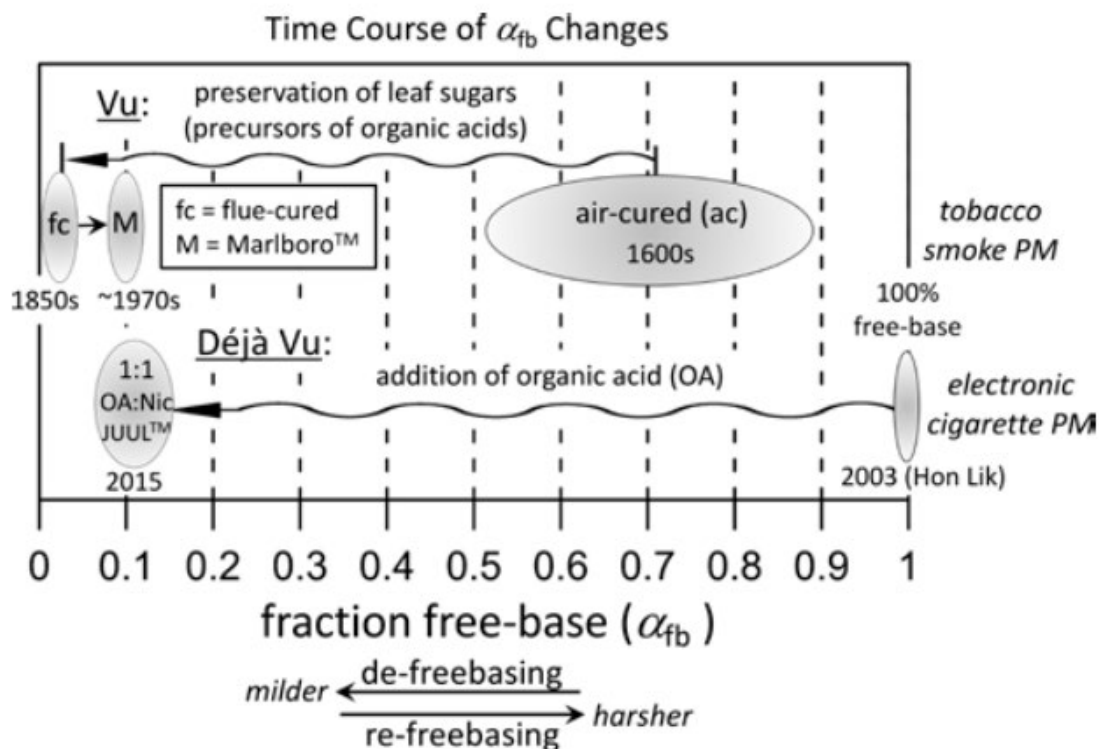 Time Course of αfb Changes
Vu:
preservation of leaf sugars
(precursors of organic acids)
fc
M
fc = flue-cured
M = Marlboro™
air-cured (ac)
1600s
tobacco
smoke PM
1850s
~1970s
100%
free-base
Déjà Vu:
1:1
OA:Nic
JUUL™
addition of organic acid (OA)
electronic
cigarette PM
2015
2003 (Hon Lik)
0 0.1 0.2 0.3 0.4 0.5 0.6 0.7 0.8 0.9 1
fraction free-base (αfb )
de-freebasing
milder
harsher
re-freebasing